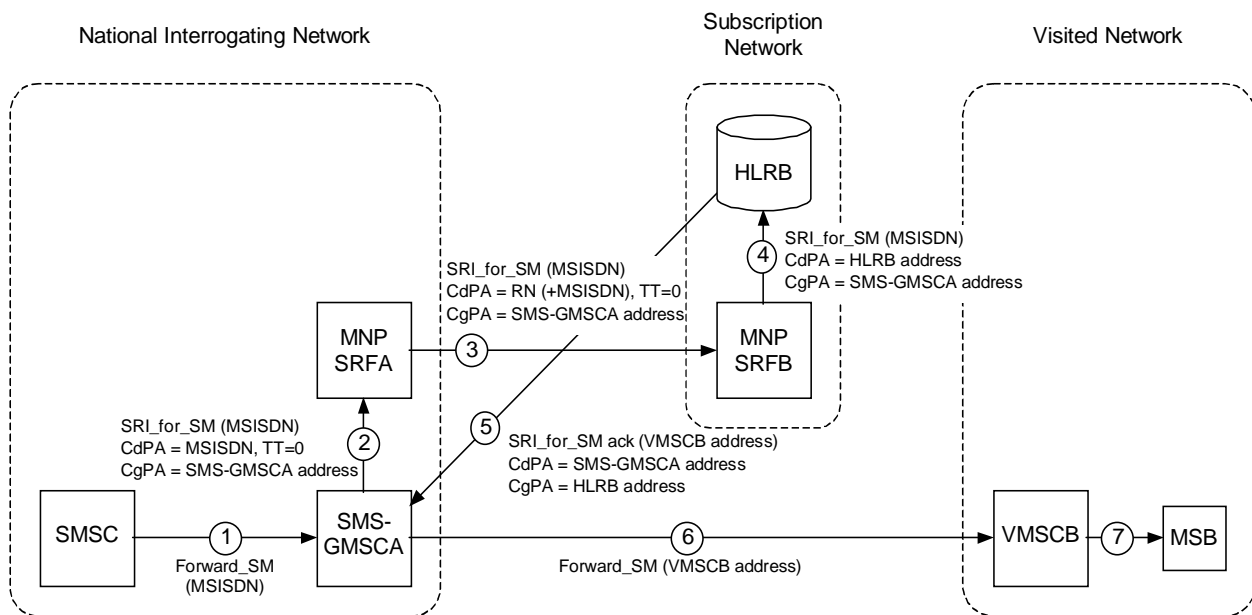 National Interrogating Network
Subscription
Network
Visited Network
HLRB
4
SRI_for_SM (MSISDN)
CdPA = HLRB address
CgPA = SMS-GMSCA address
SRI_for_SM (MSISDN)
CdPA = RN (+MSISDN), TT=0
CgPA = SMS-GMSCA address
MNP
SRFA
3
MNP
SRFB
SRI_for_SM (MSISDN)
CdPA = MSISDN, TT=0
CgPA = SMS-GMSCA address
2
5
SRI_for_SM ack (VMSCB address)
CdPA = SMS-GMSCA address
CgPA = HLRB address
SMSC
1
Forward_SM
(MSISDN)
SMS-
GMSCA
6
Forward_SM (VMSCB address)
VMSCB
7
MSB